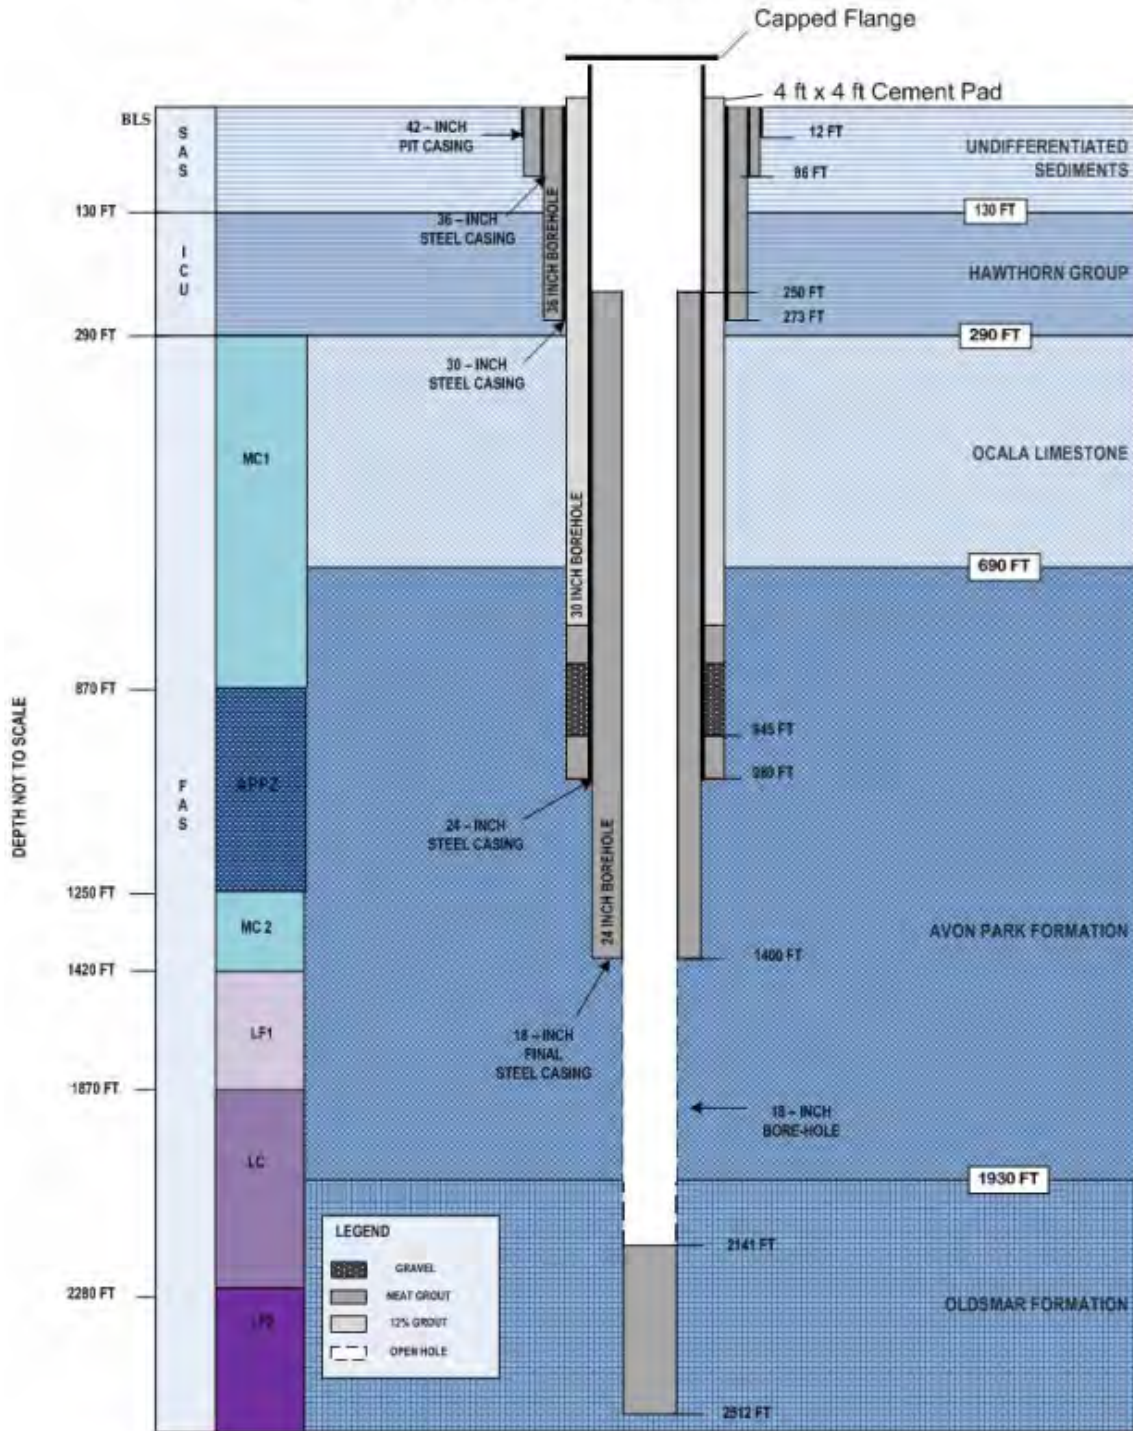 Capped Flange
4 ft x 4 ft Cement Pad
BLS
SAS
42 – INCH
PIT CASING
12 FT
UNDIFFERENTIATED
SEDIMENTS
86 FT
130 FT
130 FT
36 – INCH
STEEL CASING
36 INCH BOREHOLE
ICU
HAWTHORN GROUP
250 FT
273 FT
290 FT
290 FT
30 – INCH
STEEL CASING
MC1
OCALA LIMESTONE
30 INCH BOREHOLE
690 FT
870 FT
945 FT
980 FT
APPZ
FAS
DEPTH NOT TO SCALE
24 – INCH
STEEL CASING
24 INCH BOREHOLE
1250 FT
MC 2
AVON PARK FORMATION
1400 FT
1420 FT
LF1
18 – INCH
FINAL
STEEL CASING
1870 FT
18 – INCH
BORE-HOLE
LC
1930 FT
LEGEND
GRAVEL
NEAT GROUT
12% GROUT
OPEN HOLE
2141 FT
2280 FT
OLDSMAR FORMATION
LF2
2512 FT